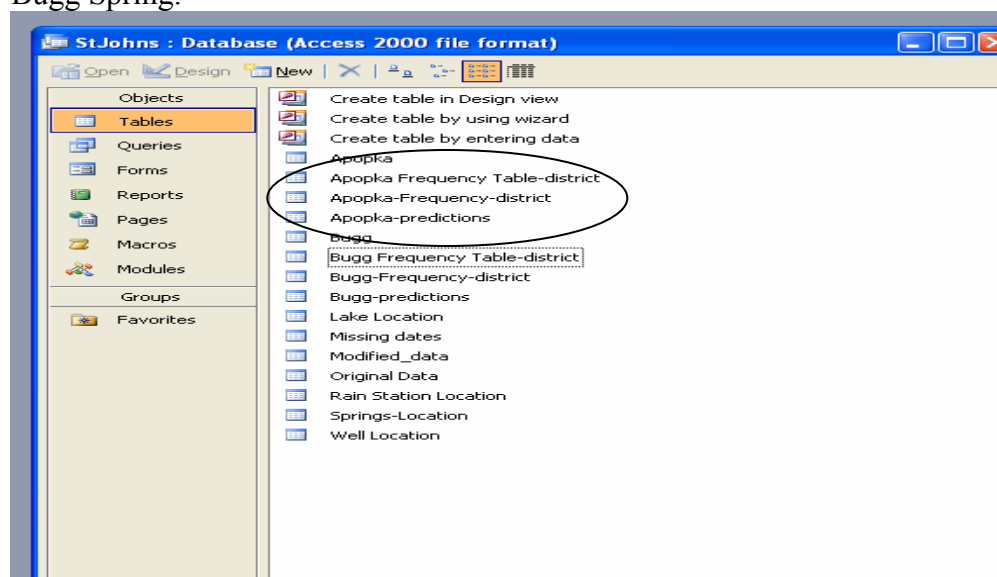 Bugg Spring.
StJohns : Database (Access 2000 file format)
Open Design New
Objects
Tables
Queries
Forms
Reports
Pages
Macros
Modules
Groups
Favorites
Create table in Design view
Create table by using wizard
Create table by entering data
Apopka
Apopka Frequency Table-district
Apopka-Frequency-district
Apopka-predictions
Bugg
Bugg Frequency Table-district
Bugg-Frequency-district
Bugg-predictions
Lake Location
Missing dates
Modified_data
Original Data
Rain Station Location
Springs-Location
Well Location